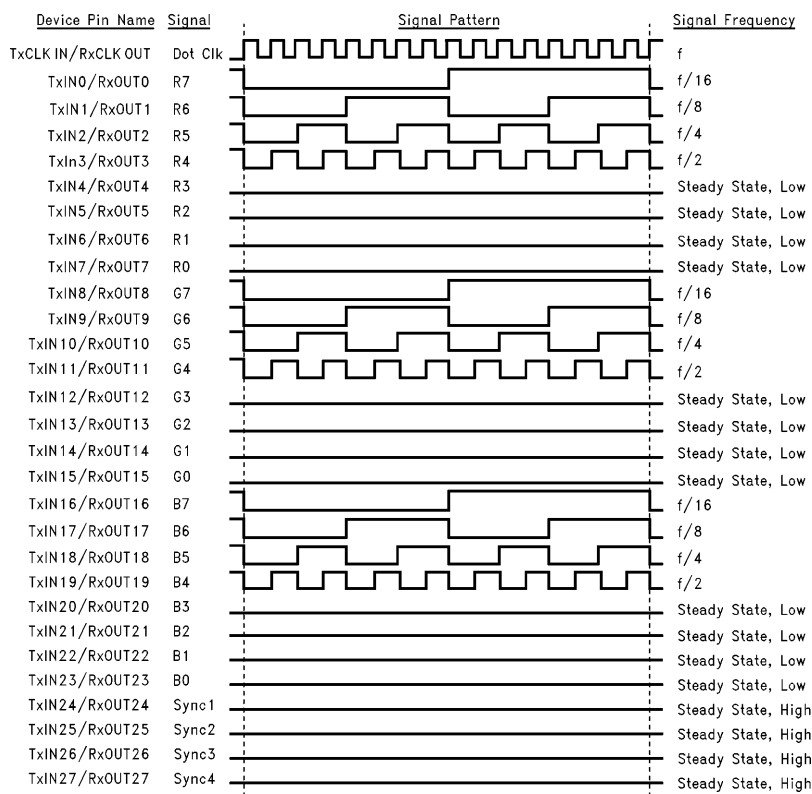 Device Pin Name Signal Signal Pattern Signal Frequency
TxCLK IN/RxCLK OUT Dot Clk f
TxIN0/RxOUT0 R7 f/16
TxIN1/RxOUT1 R6 f/8
TxIN2/RxOUT2 R5 f/4
TxIn3/RxOUT3 R4 f/2
TxIN4/RxOUT4 R3 Steady State, Low
TxIN5/RxOUT5 R2 Steady State, Low
TxIN6/RxOUT6 R1 Steady State, Low
TxIN7/RxOUT7 R0 Steady State, Low
TxIN8/RxOUT8 G7 f/16
TxIN9/RxOUT9 G6 f/8
TxIN10/RxOUT10 G5 f/4
TxIN11/RxOUT11 G4 f/2
TxIN12/RxOUT12 G3 Steady State, Low
TxIN13/RxOUT13 G2 Steady State, Low
TxIN14/RxOUT14 G1 Steady State, Low
TxIN15/RxOUT15 G0 Steady State, Low
TxIN16/RxOUT16 B7 f/16
TxIN17/RxOUT17 B6 f/8
TxIN18/RxOUT18 B5 f/4
TxIN19/RxOUT19 B4 f/2
TxIN20/RxOUT20 B3 Steady State, Low
TxIN21/RxOUT21 B2 Steady State, Low
TxIN22/RxOUT22 B1 Steady State, Low
TxIN23/RxOUT23 B0 Steady State, Low
TxIN24/RxOUT24 Sync1 Steady State, High
TxIN25/RxOUT25 Sync2 Steady State, High
TxIN26/RxOUT26 Sync3 Steady State, High
TxIN27/RxOUT27 Sync4 Steady State, High